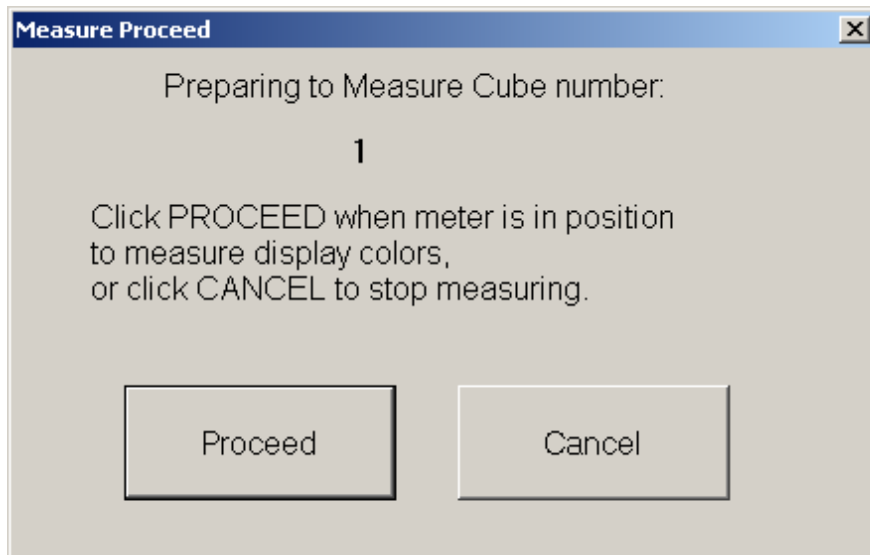 Measure Proceed
Preparing to Measure Cube number:
1
Click PROCEED when meter is in position
to measure display colors,
or click CANCEL to stop measuring.
Proceed
Cancel